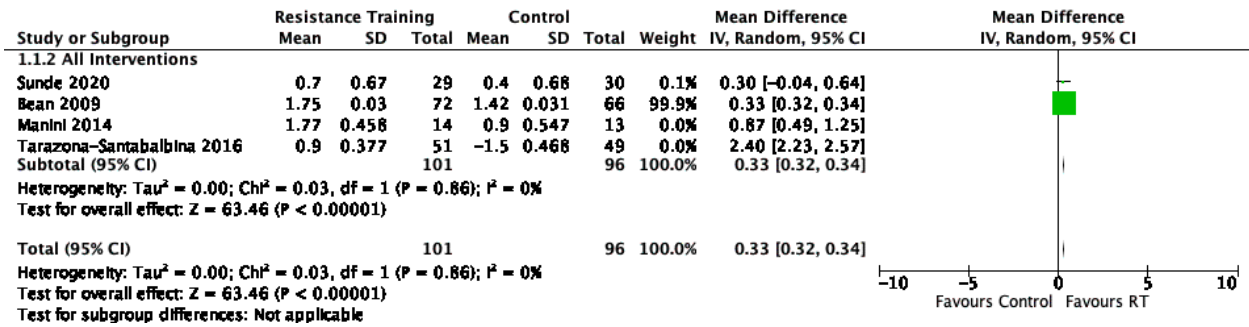 Resistance Training Control Mean Difference Mean Difference
Study or Subgroup Mean SD Total Mean SD Total Weight IV, Random, 95% CI IV, Random, 95% CI
1.1.2 All Interventions
Sunde 2020 0.7 0.67 29 0.4 0.68 30 0.1% 0.30 [-0.04, 0.64]
Bean 2009 1.75 0.03 72 1.42 0.031 66 99.9% 0.33 [0.32, 0.34]
Manini 2014 1.77 0.458 14 0.9 0.547 13 0.0% 0.87 [0.49, 1.25]
Tarazona-Santabalbina 2016 0.9 0.377 51 -1.5 0.468 49 0.0% 2.40 [2.23, 2.57]
Subtotal (95% CI) 101 96 100.0% 0.33 [0.32, 0.34]
Heterogeneity: Tau² = 0.00; Chi² = 0.03, df = 1 (P = 0.86); I² = 0%
Test for overall effect: Z = 63.46 (P < 0.00001)
Total (95% CI) 101 96 100.0% 0.33 [0.32, 0.34]
Heterogeneity: Tau² = 0.00; Chi² = 0.03, df = 1 (P = 0.86); I² = 0%
Test for overall effect: Z = 63.46 (P < 0.00001)
Test for subgroup differences: Not applicable
-10 -5 0 5 10
Favours Control Favours RT